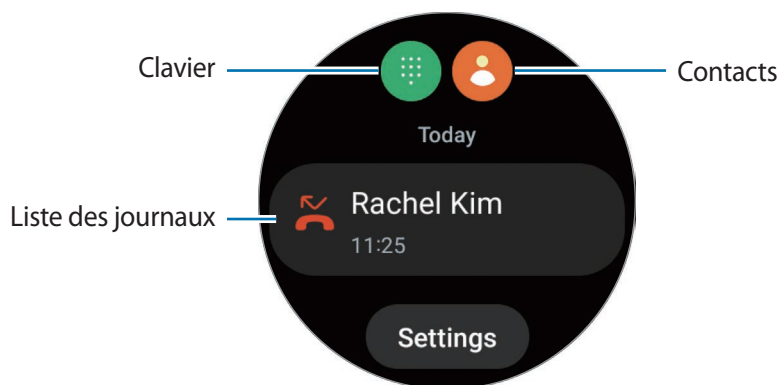 Clavier
Contacts
Today
Rachel Kim
Liste des journaux
11:25
Settings